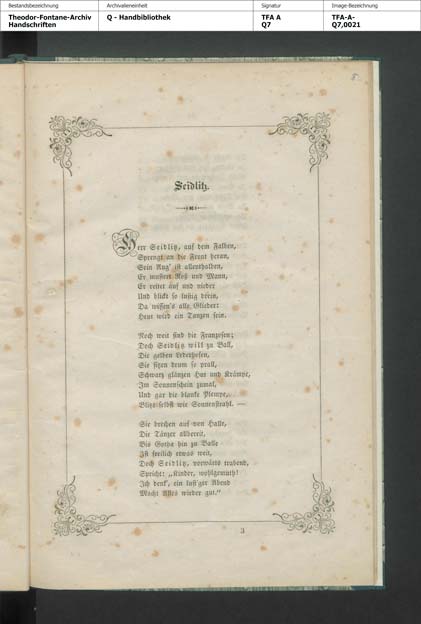 Bestandsbezeichnung
Theodor-Fontane-Archiv
Handschriften
Archivalieneinheit
Q - Handbibliothek
Signatur
TFA A
Q7
Image-Bezeichnung
TFA-A-
Q7,0021
Seidlitz.
Herr Seidlitz, auf dem Falben,
Sprengt an die Front heran,
Sein Aug' ist allenthalben,
Er mustert Roß und Mann,
Er reitet auf und nieder
Und blickt so lustig drein,
Da wissen's alle Glieder:
Heut wird ein Tanzen sein.
Noch weit sind die Franzosen;
Doch Seidlitz will zu Ball,
Die gelben Lederhosen,
Sie sitzen drum so prall,
Schwarz glänzen Hut und Krämpe,
Im Sonnenschein zumal,
Und gar die blanke Plempe,
Blitzt selbst wie Sonnenstrahl. —
Sie brechen auf von Halle,
Die Tänzer allbereit,
Bis Gotha hin zu Balle
Ist freilich etwas weit,
Doch Seidlitz, vorwärts trabend,
Spricht: „Kinder, wohlgemuth!
Ich denk', ein lust'ger Abend
Macht Alles wieder gut.“
3